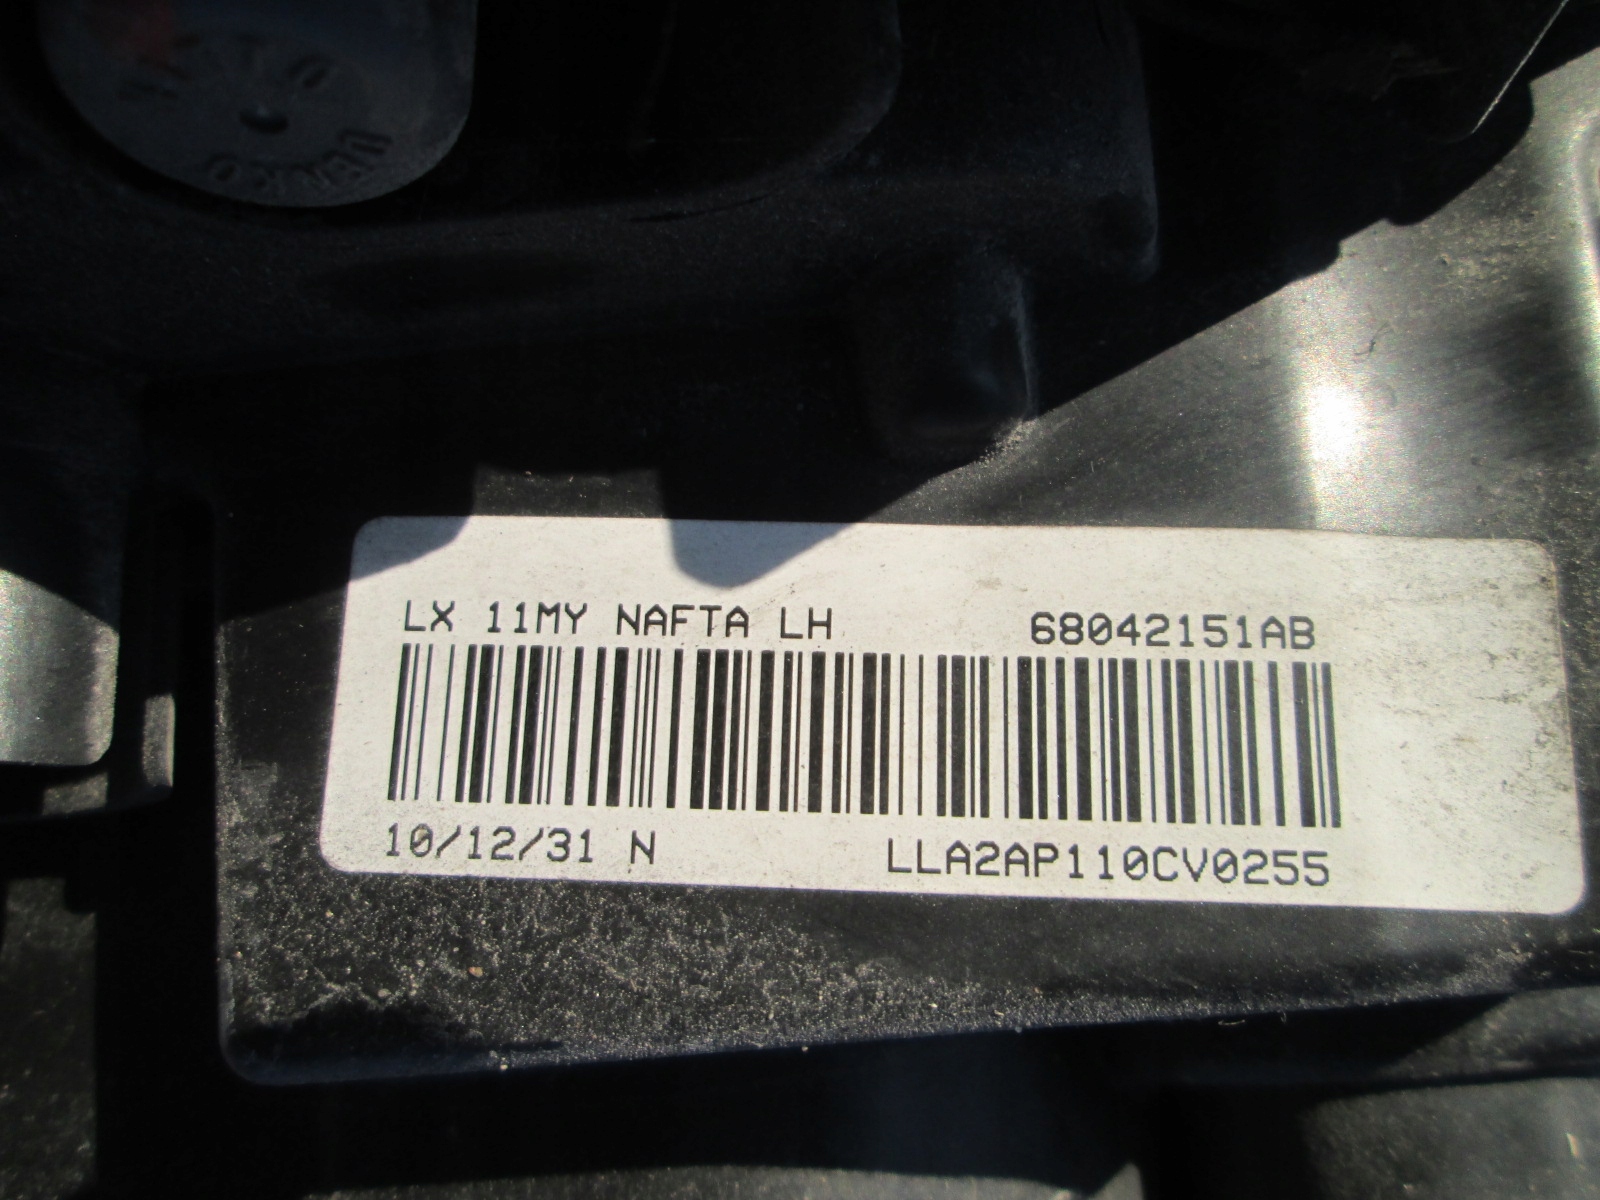 LX 11MY NAFTA LH 68042151AB
10/12/31 N LLA2AP110CV0255